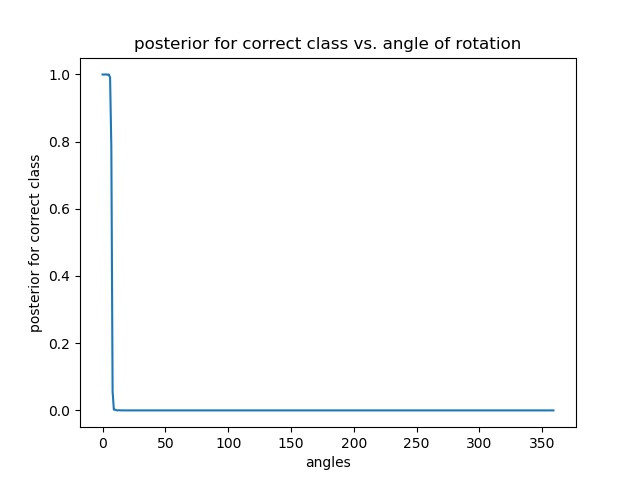 posterior for correct class vs. angle of rotation
1.0
0.8
0.6
0.4
0.2
0.0
posterior for correct class
0 50 100 150 200 250 300 350
angles